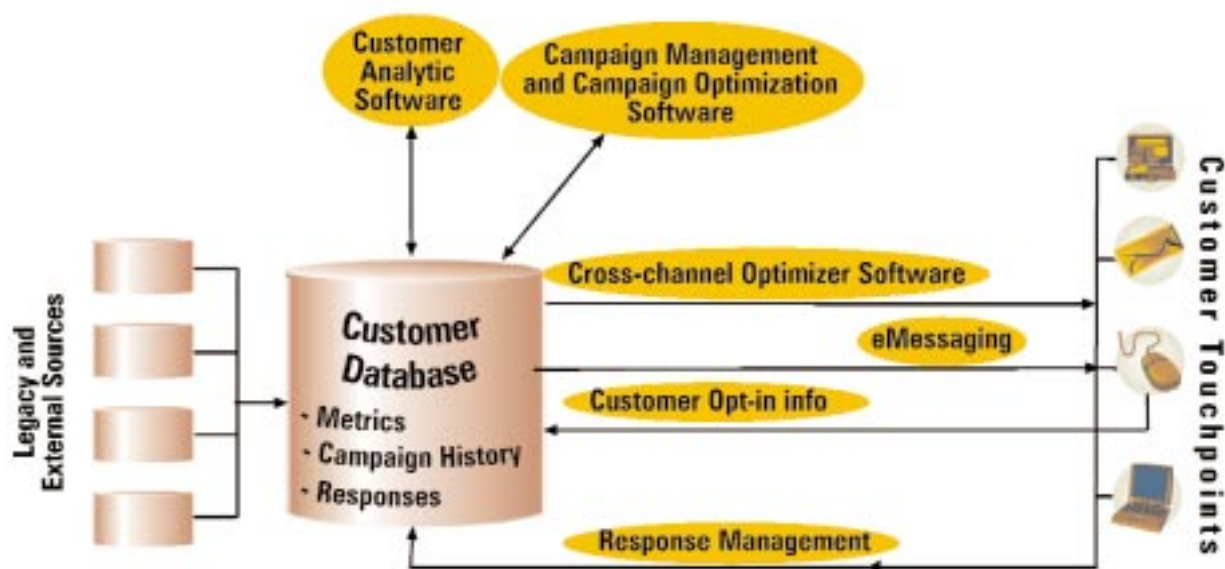 Customer
Analytic
Software
Campaign Management
and Campaign Optimization
Software
Legacy and
External Sources
Customer
Database
- Metrics
- Campaign History
- Responses
Cross-channel Optimizer Software
eMessaging
Customer Opt-in info
Response Management
Customer Touchpoints